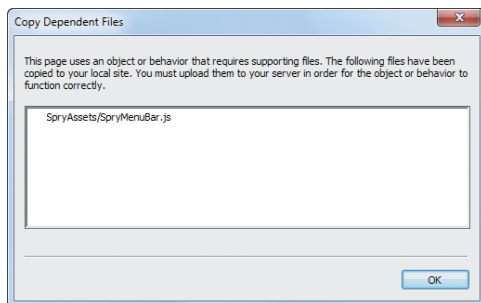 Copy Dependent Files
This page uses an object or behavior that requires supporting files. The following files have been
copied to your local site. You must upload them to your server in order for the object or behavior to
function correctly.
SpryAssets/SpryMenuBar.js
OK